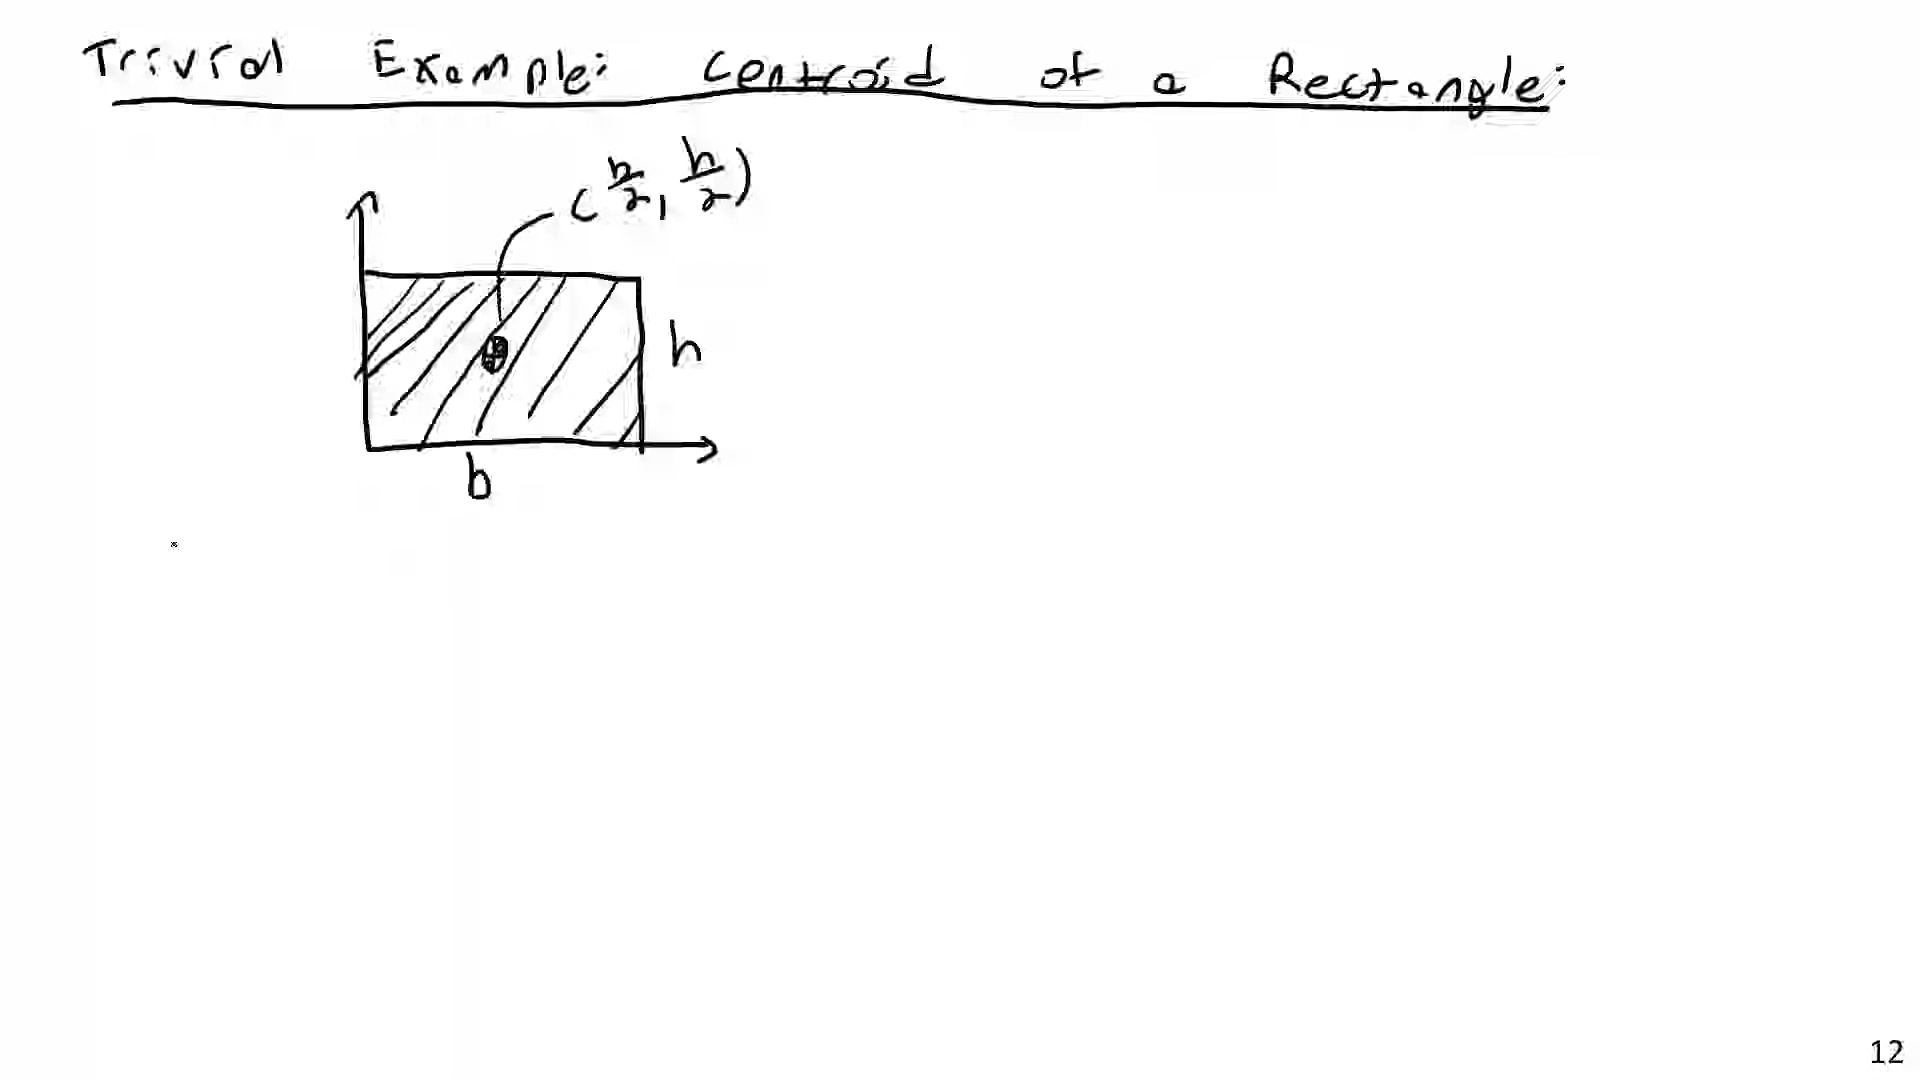 Trivial Example: Centroid of a Rectangle:
(b/2, h/2)
h
b
12